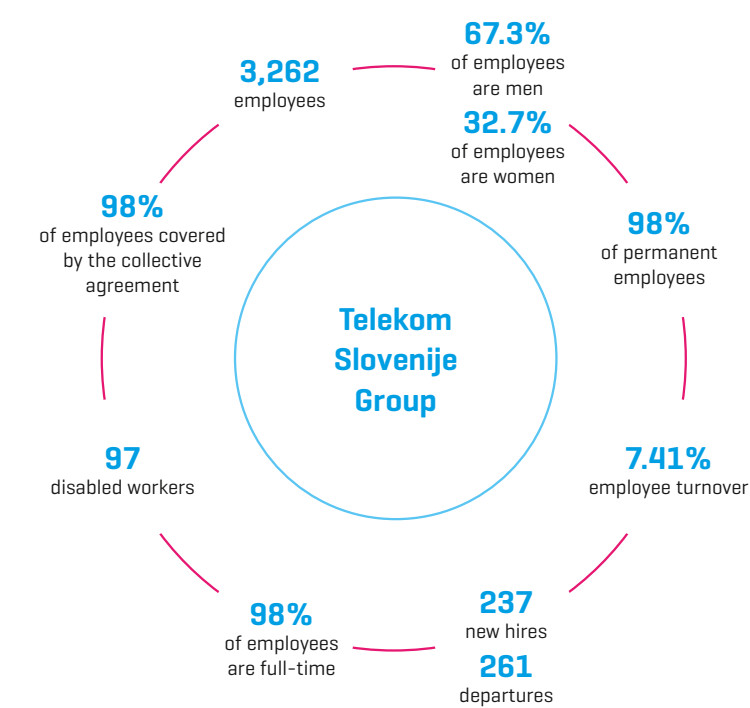 67.3%
of employees
are men
32.7%
of employees
are women
98%
of permanent
employees
7.41%
employee turnover
237
new hires
261
departures
98%
of employees
are full-time
97
disabled workers
98%
of employees covered
by the collective
agreement
3,262
employees
Telekom
Slovenije
Group